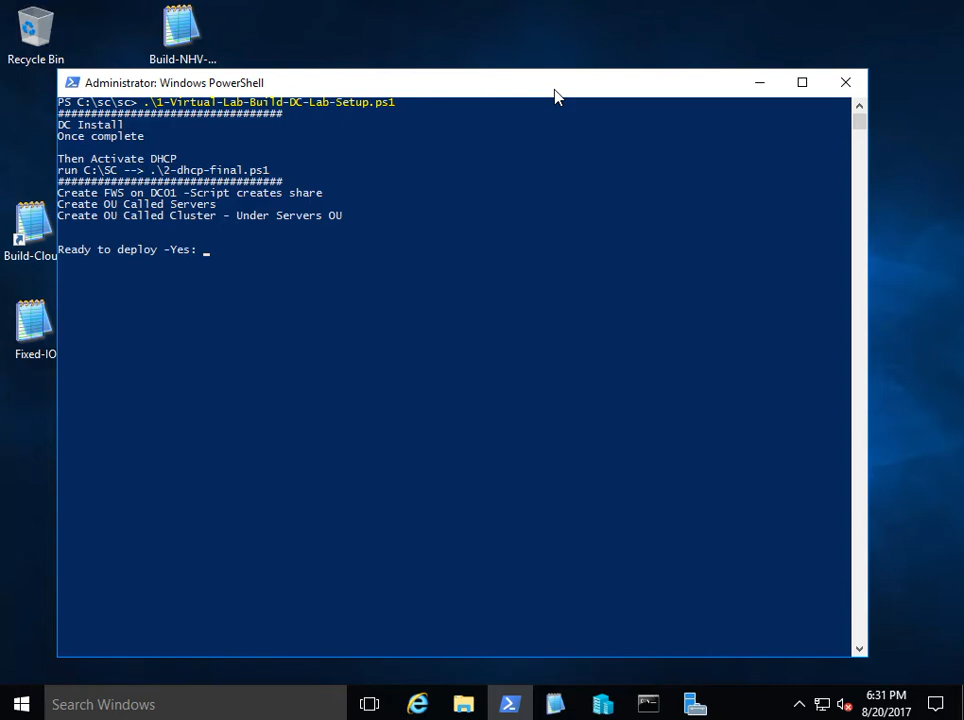 Recycle Bin
Build-NHV-...
Administrator: Windows PowerShell
PS C:\sc\sc> .\1-Virtual-Lab-Build-DC-Lab-Setup.ps1
##################################
DC Install
Once complete
Then Activate DHCP
run C:\SC --> .\2-dhcp-final.ps1
##################################
Create FWS on DC01 -Script creates share
Create OU Called Servers
Create OU Called Cluster - Under Servers OU
Ready to deploy -Yes: _
Build-Clou
Fixed-IO
Search Windows
6:31 PM
8/20/2017